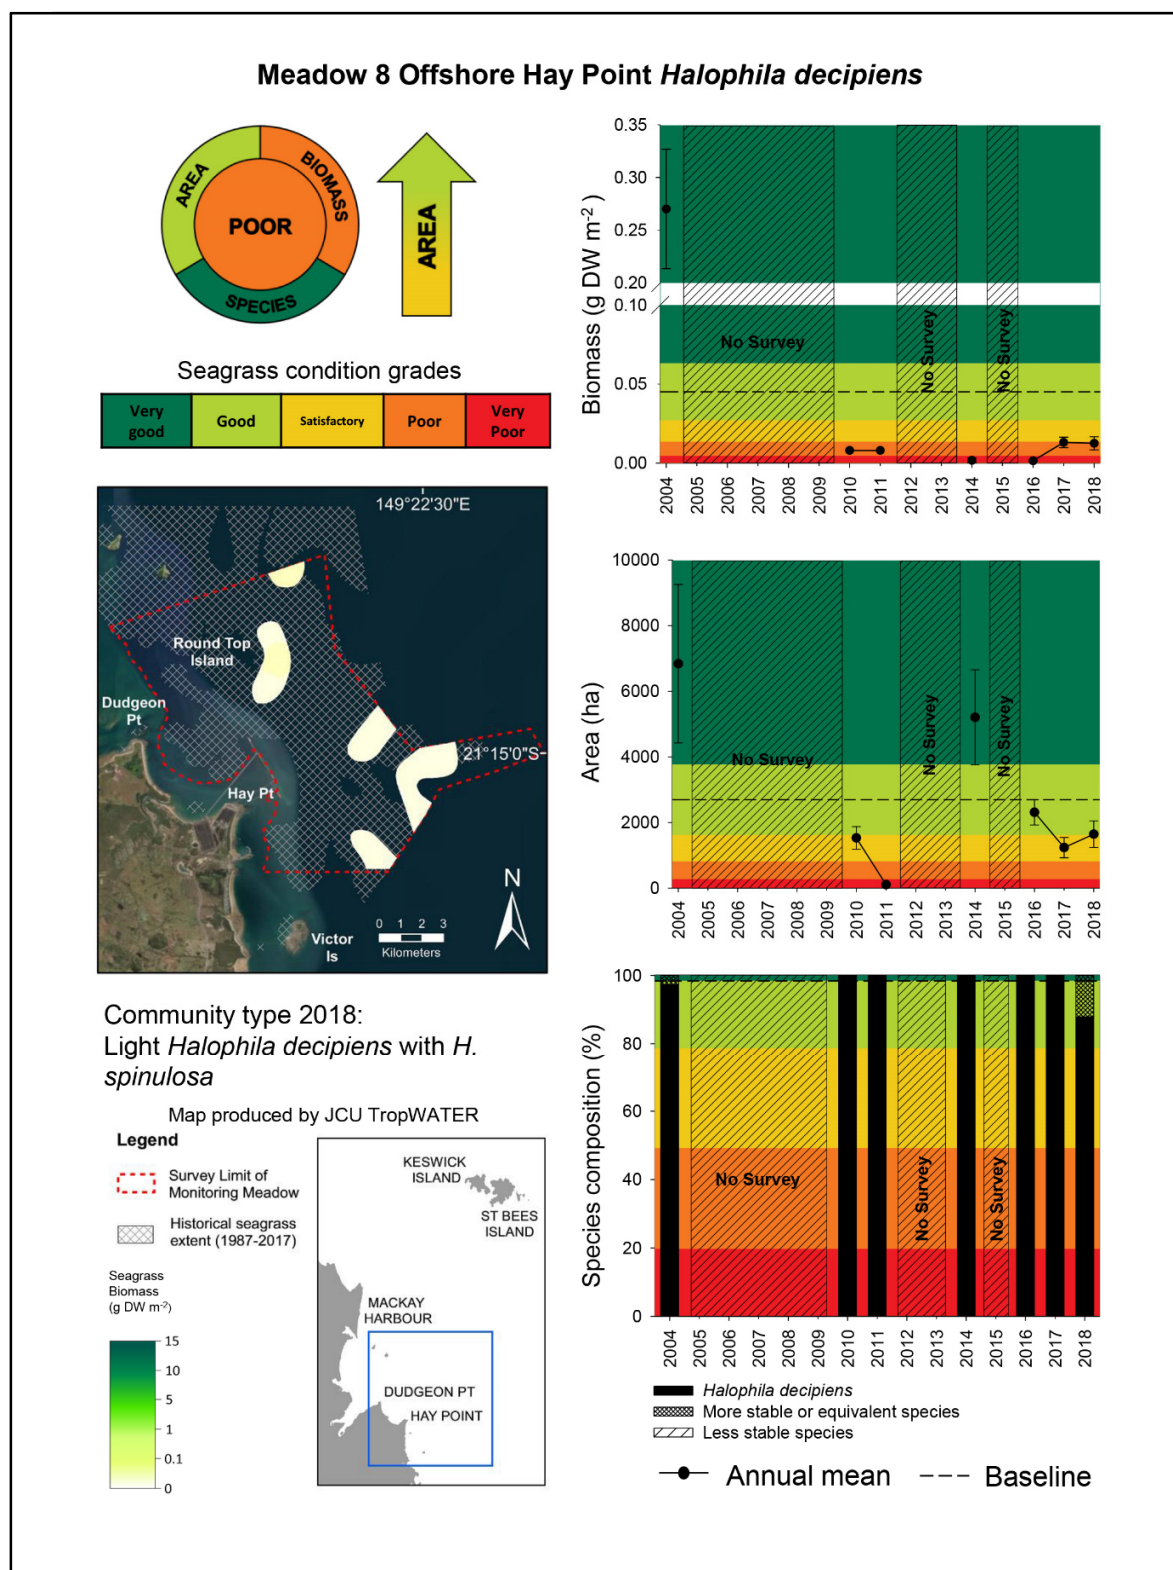 Meadow 8 Offshore Hay Point Halophila decipiens
AREA
BIOMASS
POOR
SPECIES
AREA
Seagrass condition grades
Very good
Good
Satisfactory
Poor
Very Poor
149°22'30"E
Round Top
Island
Dudgeon
Pt
21°15'0"S
Hay Pt
N
0 1 2 3
Kilometers
Victor
Is
Community type 2018:
Light Halophila decipiens with H.
spinulosa
Map produced by JCU TropWATER
Legend
Survey Limit of
Monitoring Meadow
Historical seagrass
extent (1987-2017)
Seagrass
Biomass
(g DW m-2)
15
10
5
1
0.1
0
KESWICK
ISLAND
ST BEES
ISLAND
MACKAY
HARBOUR
DUDGEON PT
HAY POINT
Biomass (g DW m-2)
0.35
0.30
0.25
0.20
0.10
0.05
0.00
No Survey
No Survey
No Survey
2004 2005 2006 2007 2008 2009 2010 2011 2012 2013 2014 2015 2016 2017 2018
Area (ha)
10000
8000
6000
4000
2000
0
No Survey
No Survey
No Survey
2004 2005 2006 2007 2008 2009 2010 2011 2012 2013 2014 2015 2016 2017 2018
Species composition (%)
100
80
60
40
20
0
No Survey
No Survey
No Survey
2004 2005 2006 2007 2008 2009 2010 2011 2012 2013 2014 2015 2016 2017 2018
Halophila decipiens
More stable or equivalent species
Less stable species
Annual mean
Baseline